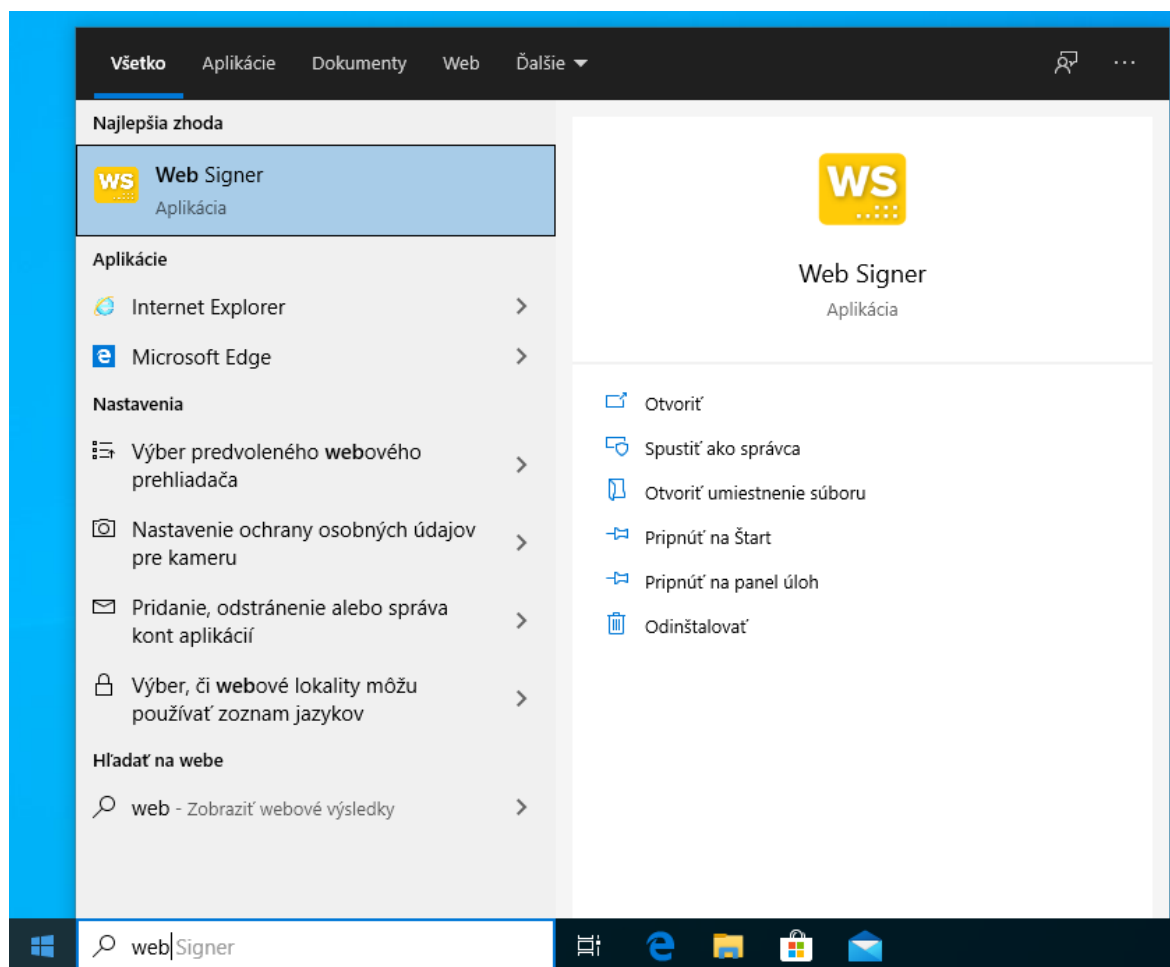 Všetko Aplikácie Dokumenty Web Ďalšie
Najlepšia zhoda
WS
Web Signer
Aplikácia
Aplikácie
Internet Explorer
Microsoft Edge
Nastavenia
Výber predvoleného webového
prehliadača
Nastavenie ochrany osobných údajov
pre kameru
Pridanie, odstránenie alebo správa
kont aplikácií
Výber, či webové lokality môžu
používať zoznam jazykov
Hľadať na webe
web - Zobraziť webové výsledky
WS
Web Signer
Aplikácia
Otvoriť
Spustiť ako správca
Otvoriť umiestnenie súboru
Pripnúť na Štart
Pripnúť na panel úloh
Odinštalovať
web Signer